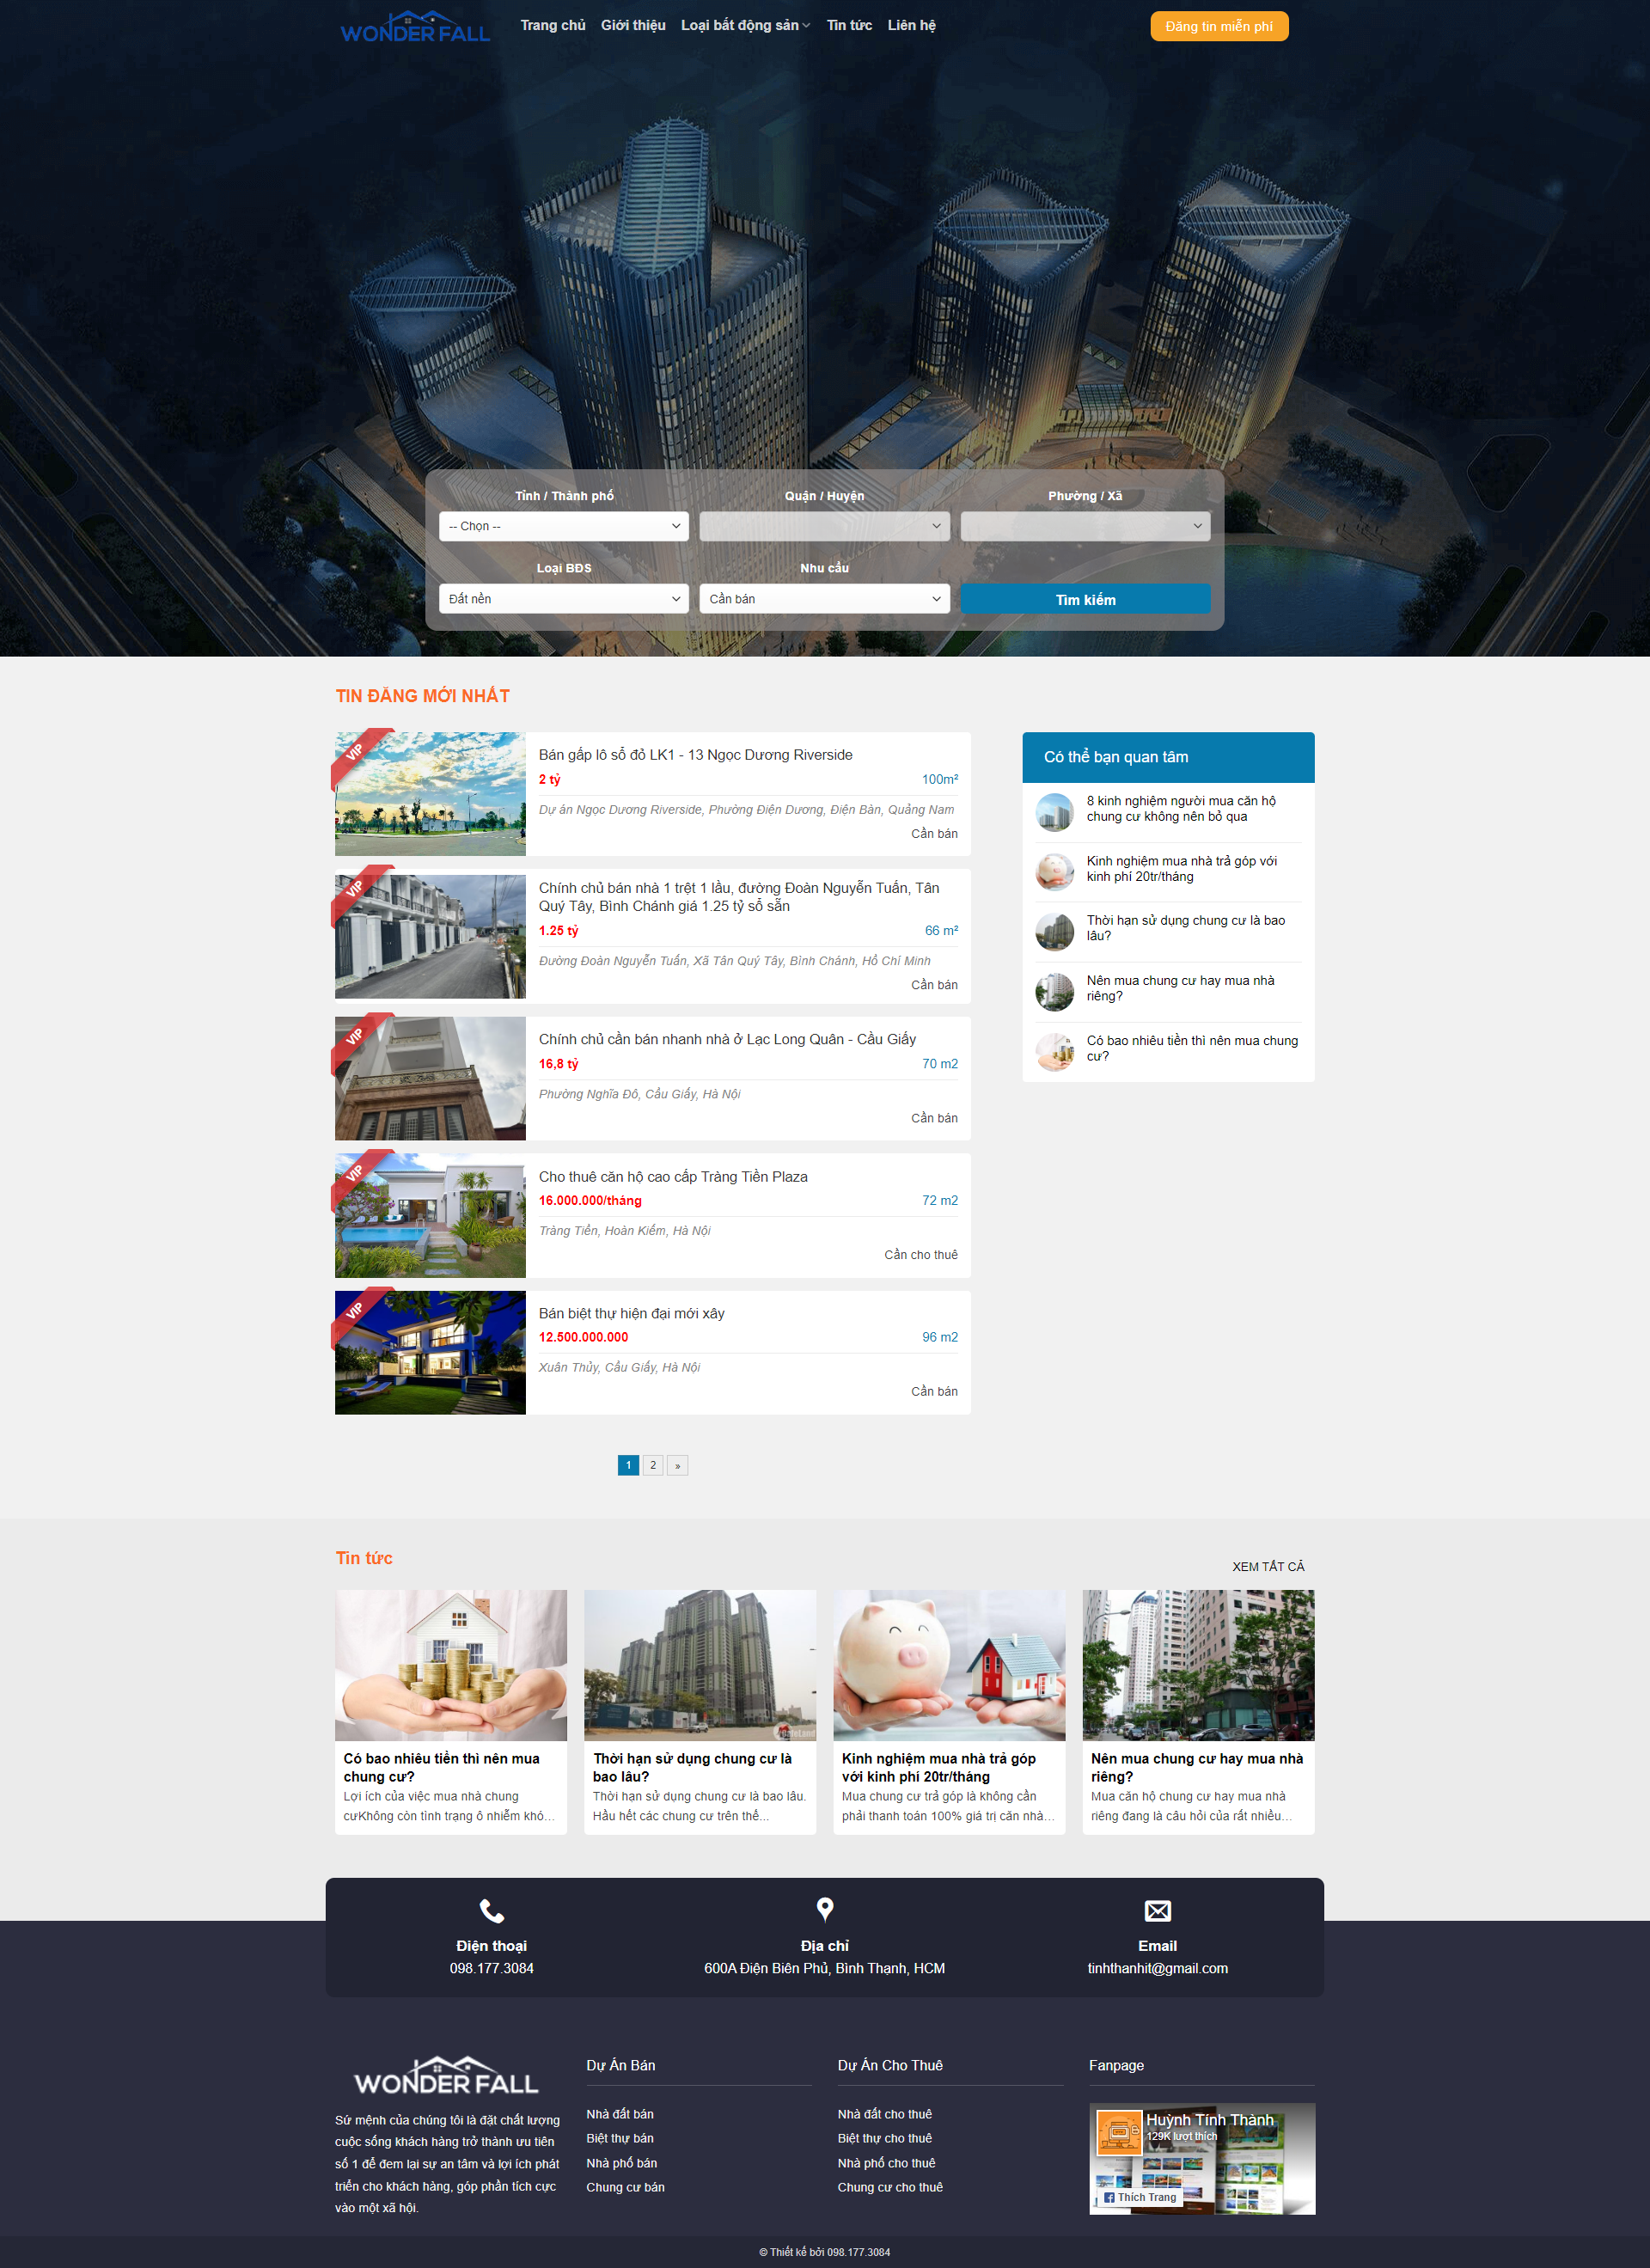 WONDER FALL
Trang chủ
Giới thiệu
Loại bất động sản
Tin tức
Liên hệ
Đăng tin miễn phí
Tỉnh / Thành phố
Quận / Huyện
Phường / Xã
-- Chọn --
Loại BĐS
Nhu cầu
Đất nền
Cần bán
Tìm kiếm
TIN ĐĂNG MỚI NHẤT
VIP
Bán gấp lô sổ đỏ LK1 - 13 Ngọc Dương Riverside
2 tỷ
100m²
Dự án Ngọc Dương Riverside, Phường Điện Dương, Điện Bàn, Quảng Nam
Cần bán
VIP
Chính chủ bán nhà 1 trệt 1 lầu, đường Đoàn Nguyễn Tuấn, Tân
Quý Tây, Bình Chánh giá 1.25 tỷ sổ sẵn
1.25 tỷ
66 m²
Đường Đoàn Nguyễn Tuấn, Xã Tân Quý Tây, Bình Chánh, Hồ Chí Minh
Cần bán
VIP
Chính chủ cần bán nhanh nhà ở Lạc Long Quân - Cầu Giấy
16,8 tỷ
70 m2
Phường Nghĩa Đô, Cầu Giấy, Hà Nội
Cần bán
VIP
Cho thuê căn hộ cao cấp Tràng Tiền Plaza
16.000.000/tháng
72 m2
Tràng Tiền, Hoàn Kiếm, Hà Nội
Cần cho thuê
VIP
Bán biệt thự hiện đại mới xây
12.500.000.000
96 m2
Xuân Thủy, Cầu Giấy, Hà Nội
Cần bán
1 2 »
Có thể bạn quan tâm
8 kinh nghiệm người mua căn hộ
chung cư không nên bỏ qua
Kinh nghiệm mua nhà trả góp với
kinh phí 20tr/tháng
Thời hạn sử dụng chung cư là bao
lâu?
Nên mua chung cư hay mua nhà
riêng?
Có bao nhiêu tiền thì nên mua chung
cư?
Tin tức
XEM TẤT CẢ
Có bao nhiêu tiền thì nên mua
chung cư?
Lợi ích của việc mua nhà chung
cưKhông còn tình trạng ô nhiễm khó…
Thời hạn sử dụng chung cư là
bao lâu?
Thời hạn sử dụng chung cư là bao lâu.
Hầu hết các chung cư trên thế...
Kinh nghiệm mua nhà trả góp
với kinh phí 20tr/tháng
Mua chung cư trả góp là không cần
phải thanh toán 100% giá trị căn nhà…
Nên mua chung cư hay mua nhà
riêng?
Mua căn hộ chung cư hay mua nhà
riêng đang là câu hỏi của rất nhiều…
Điện thoại
098.177.3084
Địa chỉ
600A Điện Biên Phủ, Bình Thạnh, HCM
Email
tinhthanhit@gmail.com
WONDER FALL
Sứ mệnh của chúng tôi là đặt chất lượng
cuộc sống khách hàng trở thành ưu tiên
số 1 để đem lại sự an tâm và lợi ích phát
triển cho khách hàng, góp phần tích cực
vào một xã hội.
Dự Án Bán
Nhà đất bán
Biệt thự bán
Nhà phố bán
Chung cư bán
Dự Án Cho Thuê
Nhà đất cho thuê
Biệt thự cho thuê
Nhà phố cho thuê
Chung cư cho thuê
Fanpage
Huỳnh Tính Thành
129K lượt thích
Thích Trang
© Thiết kế bởi 098.177.3084